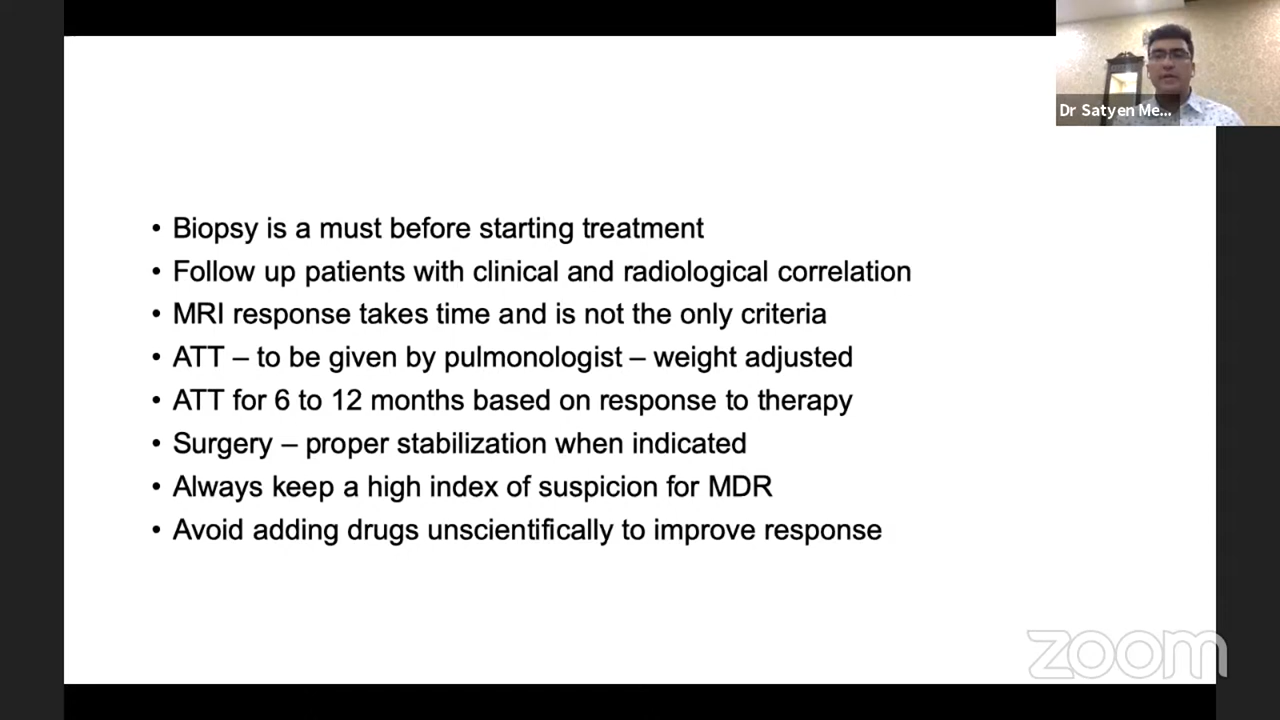 Dr Satyen Me...
• Biopsy is a must before starting treatment
• Follow up patients with clinical and radiological correlation
• MRI response takes time and is not the only criteria
• ATT – to be given by pulmonologist – weight adjusted
• ATT for 6 to 12 months based on response to therapy
• Surgery – proper stabilization when indicated
• Always keep a high index of suspicion for MDR
• Avoid adding drugs unscientifically to improve response
zoom